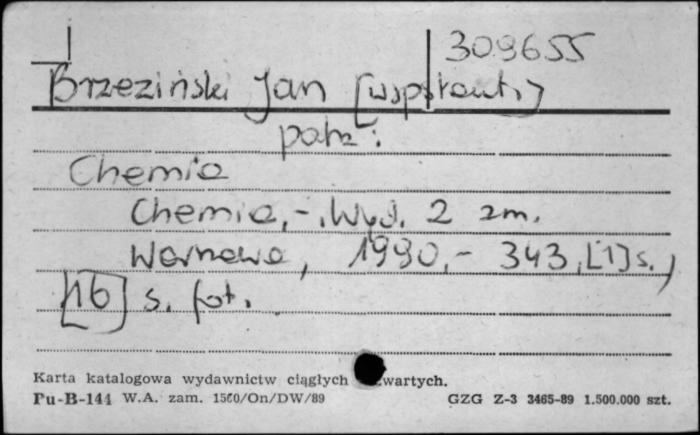 309655
Brzeziński Jan [współaut.]
patrz:
Chemia
Chemia, - Wyd. 2 zm.
Warszawa, 1990, - 343, [1] s.,
[16] s. fot.
Karta katalogowa wydawnictw ciągłych wartych.
Pu-B-144 W.A. zam. 1560/On/DW/89 GZG Z-3 3465-89 1.500.000 szt.